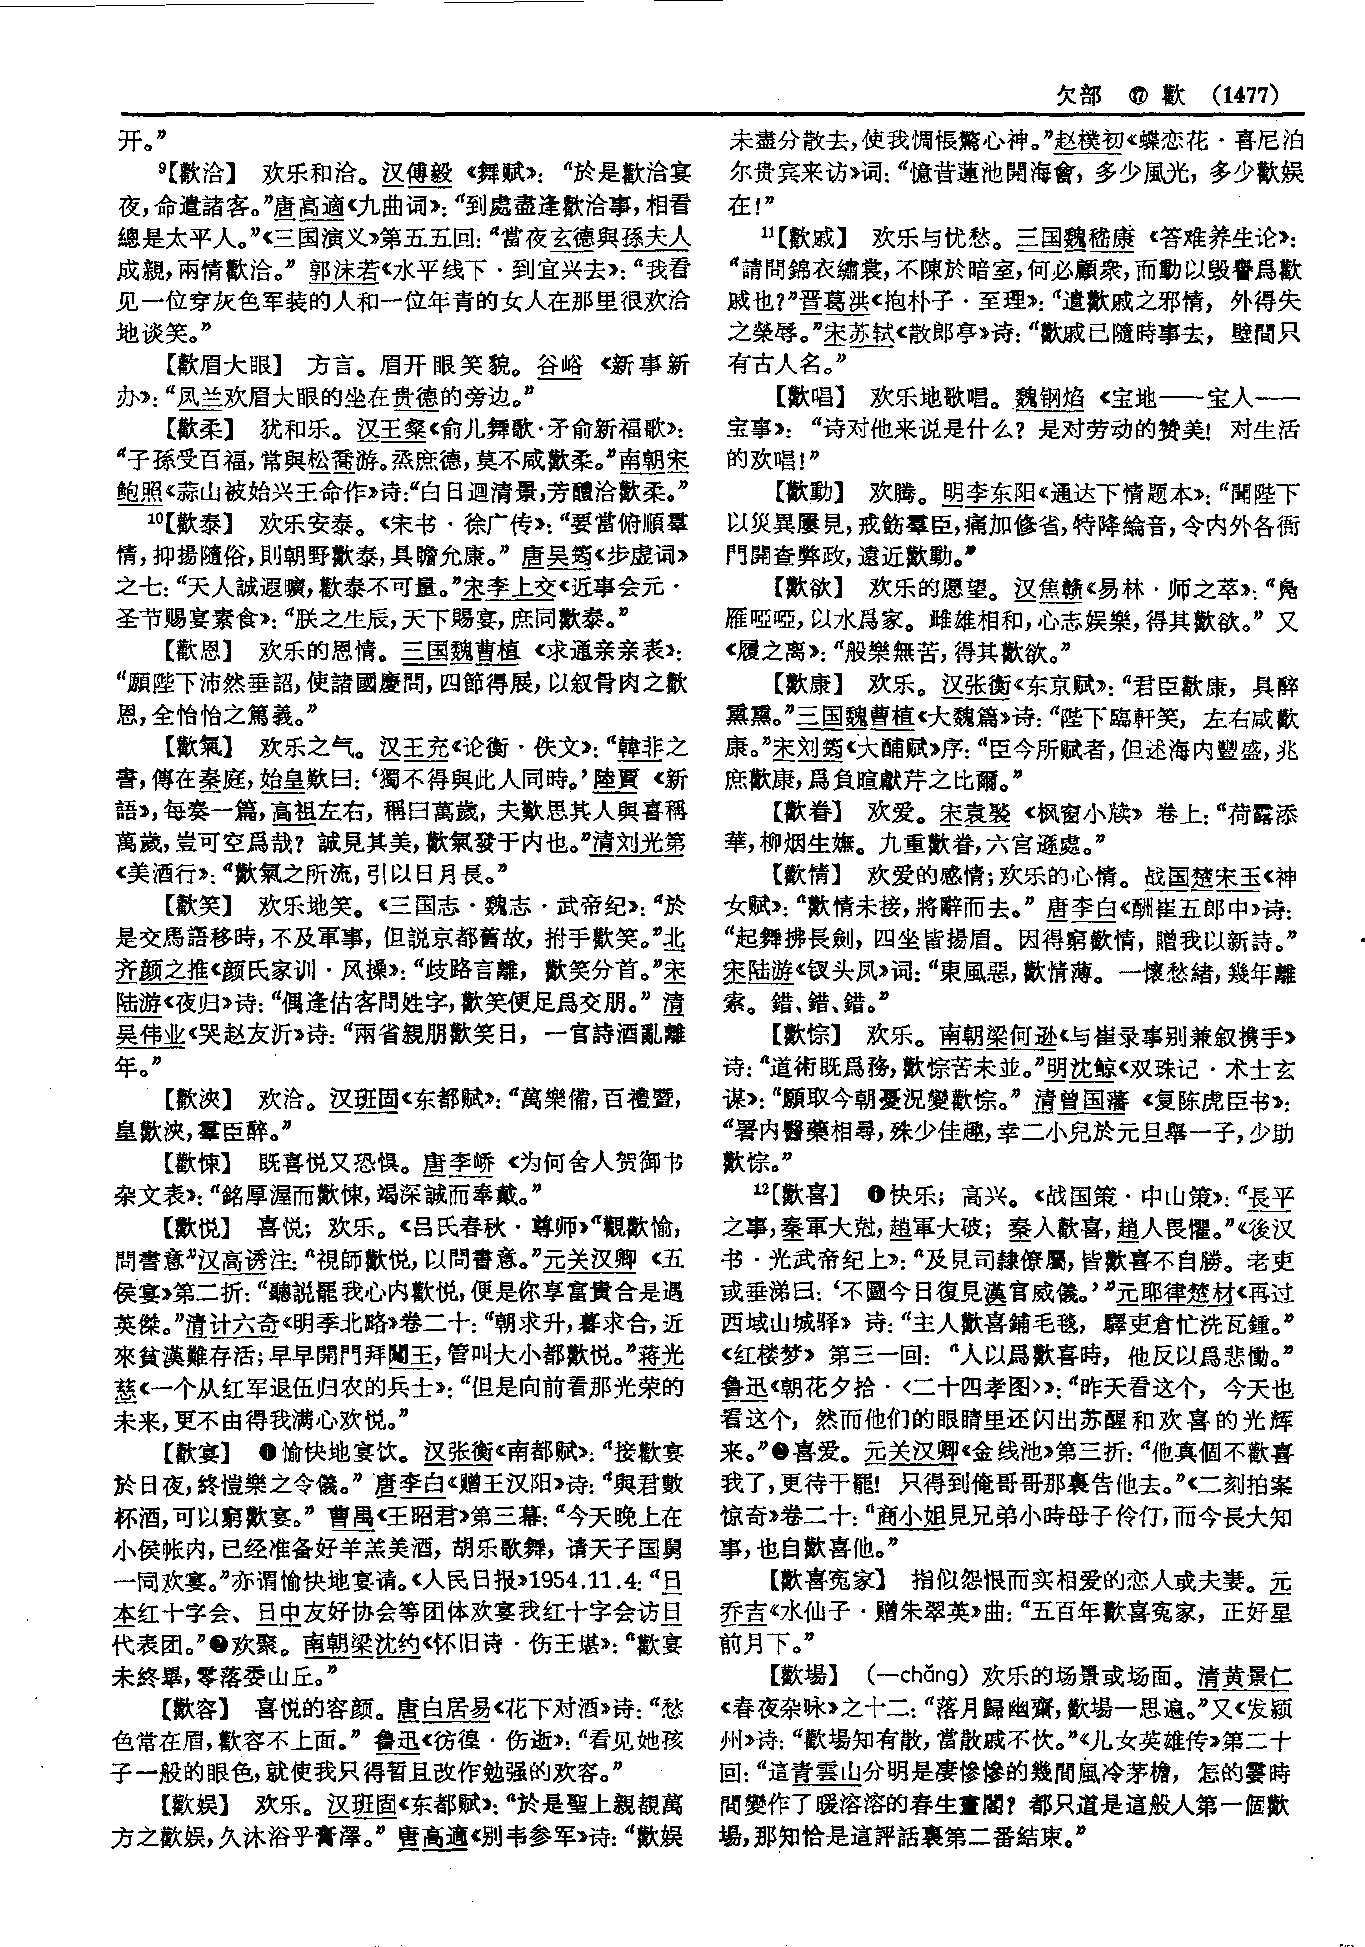 欠部 ⑰ 歡 (1477)
开。”
⁹【歡洽】 欢乐和洽。汉傅毅《舞赋》：“於是歡洽宴
夜，命遣諸客。”唐高適《九曲词》：“到處盡逢歡洽事，相看
總是太平人。”《三国演义》第五五回：“當夜玄德與孫夫人
成親，兩情歡洽。” 郭沫若《水平线下·到宜兴去》：“我看
见一位穿灰色军装的人和一位年青的女人在那里很欢洽
地谈笑。”
【歡眉大眼】 方言。眉开眼笑貌。谷峪《新事新
办》：“凤兰欢眉大眼的坐在贵德的旁边。”
【歡柔】 犹和乐。汉王粲《俞儿舞歌·矛俞新福歌》：
“子孫受百福，常與松喬游。烝庶德，莫不咸歡柔。”南朝宋
鲍照《蒜山被始兴王命作》诗：“白日迴清景，芳醴洽歡柔。”
¹⁰【歡泰】 欢乐安泰。《宋书·徐广传》：“要當俯順羣
情，抑揚隨俗，則朝野歡泰，具瞻允康。” 唐吴筠《步虚词》
之七：“天人誠遐曠，歡泰不可量。”宋李上交《近事会元·
圣节赐宴素食》：“朕之生辰，天下賜宴，庶同歡泰。”
【歡恩】 欢乐的恩情。三国魏曹植《求通亲亲表》：
“願陛下沛然垂詔，使諸國慶問，四節得展，以叙骨肉之歡
恩，全怡怡之篤義。”
【歡氣】 欢乐之气。汉王充《论衡·佚文》：“韓非之
書，傳在秦庭，始皇歎曰：‘獨不得與此人同時。’陸賈《新
語》，每奏一篇，高祖左右，稱曰萬歲，夫歎思其人與喜稱
萬歲，豈可空爲哉？誠見其美，歡氣發于内也。”清刘光第
《美酒行》：“歡氣之所流，引以日月長。”
【歡笑】 欢乐地笑。《三国志·魏志·武帝纪》：“於
是交馬語移時，不及軍事，但説京都舊故，拊手歡笑。”北
齐颜之推《颜氏家训·风操》：“歧路言離，歡笑分首。”宋
陆游《夜归》诗：“偶逢估客問姓字，歡笑便足爲交朋。” 清
吴伟业《哭赵友沂》诗：“兩省親朋歡笑日，一官詩酒亂離
年。”
【歡浹】 欢洽。汉班固《东都赋》：“萬樂備，百禮暨，
皇歡浹，羣臣醉。”
【歡悚】 既喜悦又恐惧。唐李峤《为何舍人贺御书
杂文表》：“銘厚渥而歡悚，竭深誠而奉戴。”
【歡悦】 喜悦；欢乐。《吕氏春秋·尊师》“觀歡愉，
問書意”汉高诱注：“視師歡悦，以問書意。”元关汉卿《五
侯宴》第二折：“聽説罷我心内歡悦，便是你享富貴合是遇
英傑。”清计六奇《明季北略》卷二十：“朝求升，暮求合，近
來貧漢難存活；早早開門拜闖王，管叫大小都歡悦。”蒋光
慈《一个从红军退伍归农的兵士》：“但是向前看那光荣的
未来，更不由得我满心欢悦。”
【歡宴】 ❶愉快地宴饮。汉张衡《南都赋》：“接歡宴
於日夜，終愷樂之令儀。” 唐李白《赠王汉阳》诗：“與君數
杯酒，可以窮歡宴。” 曹禺《王昭君》第三幕：“今天晚上在
小侯帐内，已经准备好羊羔美酒，胡乐歌舞，请天子国舅
一同欢宴。”亦谓愉快地宴请。《人民日报》1954.11.4：“日
本红十字会、日中友好协会等团体欢宴我红十字会访日
代表团。”❷欢聚。南朝梁沈约《怀旧诗·伤王堪》：“歡宴
未終畢，零落委山丘。”
【歡容】 喜悦的容颜。唐白居易《花下对酒》诗：“愁
色常在眉，歡容不上面。” 鲁迅《彷徨·伤逝》：“看见她孩
子一般的眼色，就使我只得暂且改作勉强的欢容。”
【歡娱】 欢乐。汉班固《东都赋》：“於是聖上親覩萬
方之歡娱，久沐浴乎膏澤。” 唐高適《别韦参军》诗：“歡娱
未盡分散去，使我惆悵驚心神。”赵樸初《蝶恋花·喜尼泊
尔贵宾来访》词：“憶昔蓮池開海會，多少風光，多少歡娱
在！”
¹¹【歡戚】 欢乐与忧愁。三国魏嵇康《答难养生论》：
“請問錦衣繡裳，不陳於暗室，何必顧衆，而動以毁譽爲歡
戚也？”晋葛洪《抱朴子·至理》：“遣歡戚之邪情，外得失
之榮辱。”宋苏轼《散郎亭》诗：“歡戚已隨時事去，壁間只
有古人名。”
【歡唱】 欢乐地歌唱。魏钢焰《宝地——宝人——
宝事》：“诗对他来说是什么？是对劳动的赞美！对生活
的欢唱！”
【歡動】 欢腾。明李东阳《通达下情题本》：“聞陛下
以災異屢見，戒飭羣臣，痛加修省，特降綸音，令内外各衙
門開查弊政，遠近歡動。”
【歡欲】 欢乐的愿望。汉焦赣《易林·师之萃》：“鳧
雁啞啞，以水爲家。雌雄相和，心志娱樂，得其歡欲。” 又
《履之离》：“般樂無苦，得其歡欲。”
【歡康】 欢乐。汉张衡《东京赋》：“君臣歡康，具醉
熏熏。”三国魏曹植《大魏篇》诗：“陛下臨軒笑，左右咸歡
康。”宋刘筠《大酺赋》序：“臣今所赋者，但述海内豐盛，兆
庶歡康，爲負暄獻芹之比爾。”
【歡眷】 欢爱。宋袁褧《枫窗小牍》卷上：“荷露添
華，柳烟生嫵。九重歡眷，六宫遜處。”
【歡情】 欢爱的感情；欢乐的心情。战国楚宋玉《神
女赋》：“歡情未接，將辭而去。” 唐李白《酬崔五郎中》诗：
“起舞拂長劍，四坐皆揚眉。因得窮歡情，贈我以新詩。”
宋陆游《钗头凤》词：“東風惡，歡情薄。一懷愁緒，幾年離
索。錯、錯、錯。”
【歡悰】 欢乐。南朝梁何逊《与崔录事别兼叙携手》
诗：“道術既爲務，歡悰苦未並。”明沈鲸《双珠记·术士玄
谋》：“願取今朝憂況變歡悰。” 清曾国藩《复陈虎臣书》：
“署内醫藥相尋，殊少佳趣，幸二小兒於元旦舉一子，少助
歡悰。”
¹²【歡喜】 ❶快乐；高兴。《战国策·中山策》：“長平
之事，秦軍大尅，趙軍大破；秦人歡喜，趙人畏懼。”《後汉
书·光武帝纪上》：“及見司隸僚屬，皆歡喜不自勝。老吏
或垂涕曰：‘不圖今日復見漢官威儀。’”元耶律楚材《再过
西域山城驿》诗：“主人歡喜鋪毛毯，驛吏倉忙洗瓦鍾。”
《红楼梦》第三一回：“人以爲歡喜時，他反以爲悲慟。”
鲁迅《朝花夕拾·〈二十四孝图〉》：“昨天看这个，今天也
看这个，然而他们的眼睛里还闪出苏醒和欢喜的光辉
来。”❷喜爱。元关汉卿《金线池》第三折：“他真個不歡喜
我了，更待干罷！只得到俺哥哥那裏告他去。”《二刻拍案
惊奇》卷二十：“商小姐見兄弟小時母子伶仃，而今長大知
事，也自歡喜他。”
【歡喜冤家】 指似怨恨而实相爱的恋人或夫妻。元
乔吉《水仙子·赠朱翠英》曲：“五百年歡喜冤家，正好星
前月下。”
【歡場】 （—chǎng）欢乐的场景或场面。清黄景仁
《春夜杂咏》之十二：“落月歸幽齋，歡場一思遍。”又《发颍
州》诗：“歡場知有散，當散戚不忺。”《儿女英雄传》第二十
回：“這青雲山分明是凄慘慘的幾間風冷茅檐，怎的霎時
間變作了暖溶溶的春生畫閣？都只道是這般人第一個歡
場，那知恰是這評話裏第二番結束。”